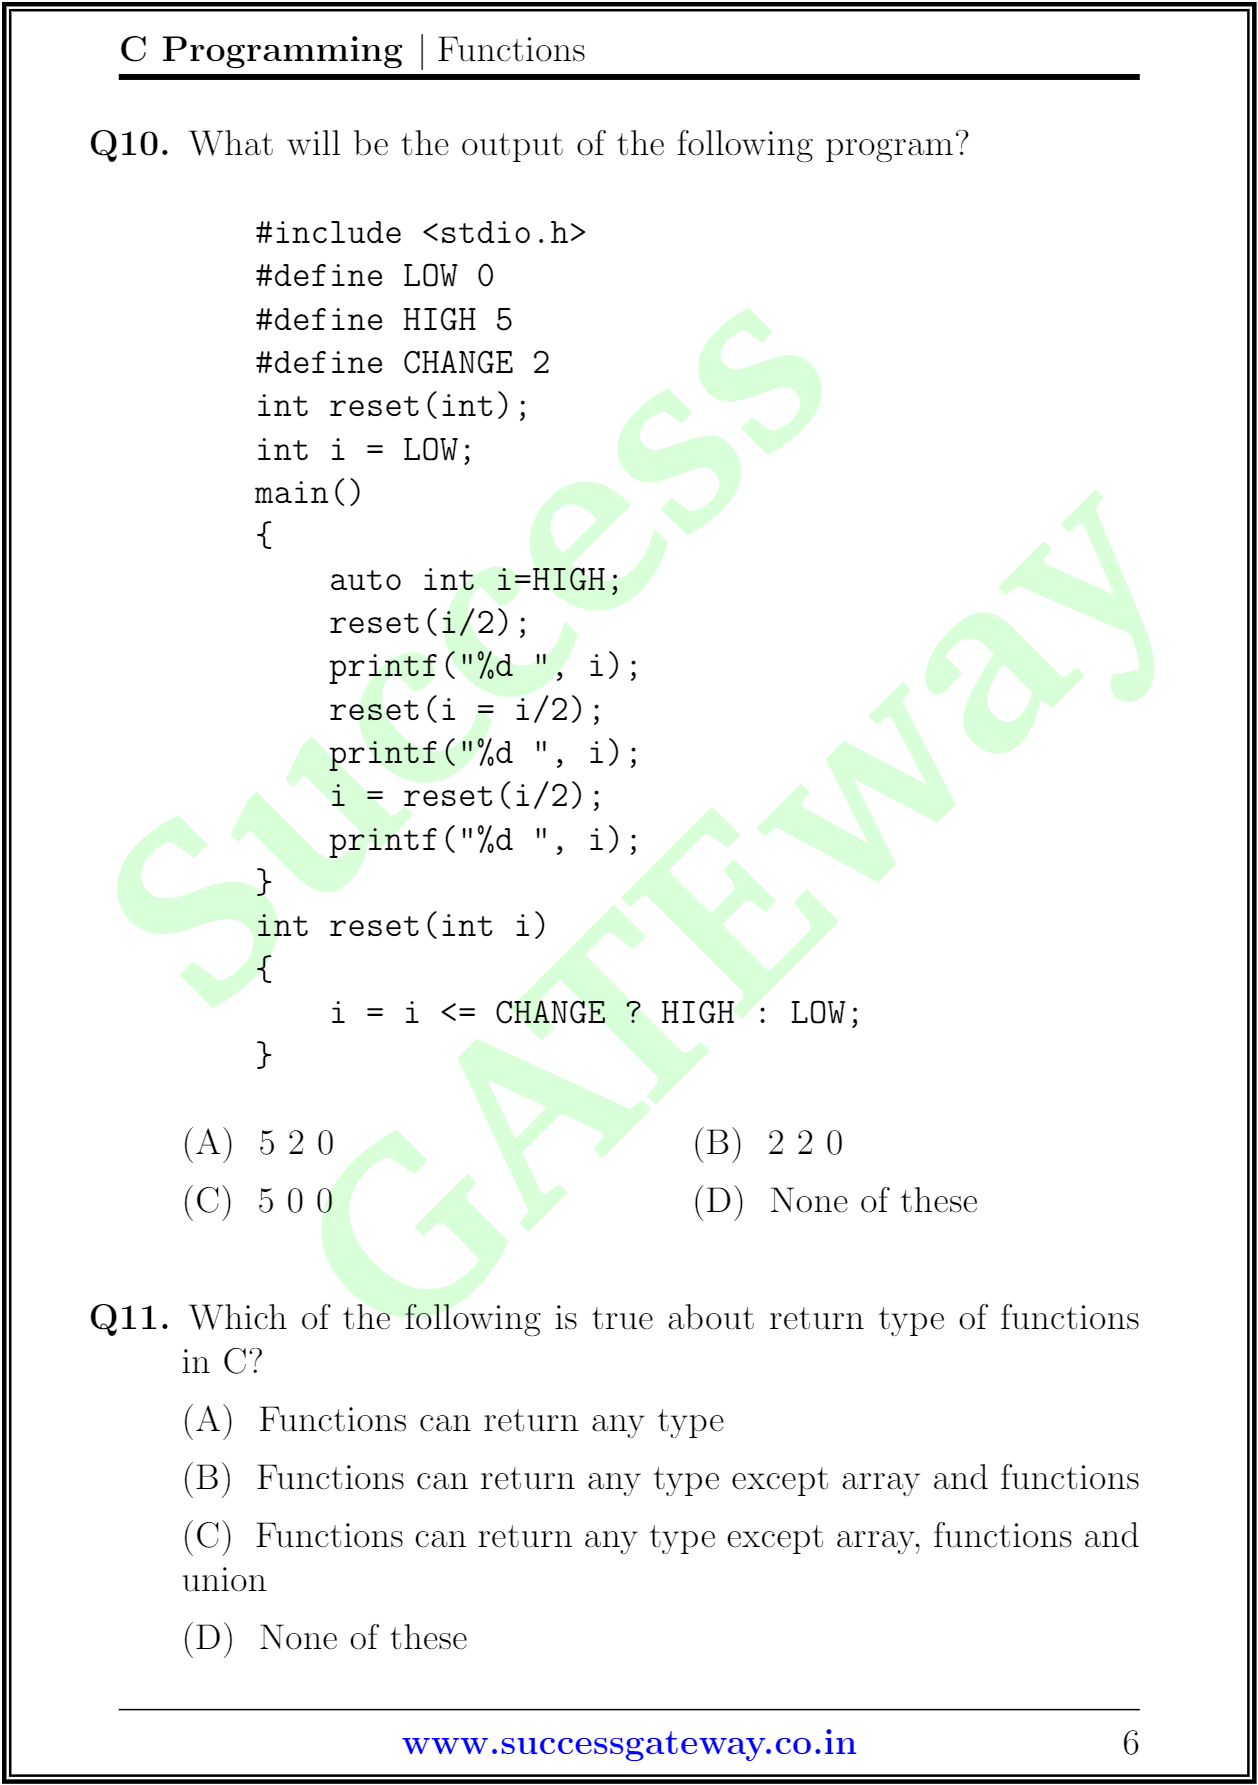 C Programming | Functions
Q10. What will be the output of the following program?
#include <stdio.h>
#define LOW 0
#define HIGH 5
#define CHANGE 2
int reset(int);
int i = LOW;
main()
{
    auto int i=HIGH;
    reset(i/2);
    printf("%d ", i);
    reset(i = i/2);
    printf("%d ", i);
    i = reset(i/2);
    printf("%d ", i);
}
int reset(int i)
{
    i = i <= CHANGE ? HIGH : LOW;
}
(A) 5 2 0 (B) 2 2 0
(C) 5 0 0 (D) None of these
Q11. Which of the following is true about return type of functions
in C?
(A) Functions can return any type
(B) Functions can return any type except array and functions
(C) Functions can return any type except array, functions and
union
(D) None of these
www.successgateway.co.in 6
Success
GATEway